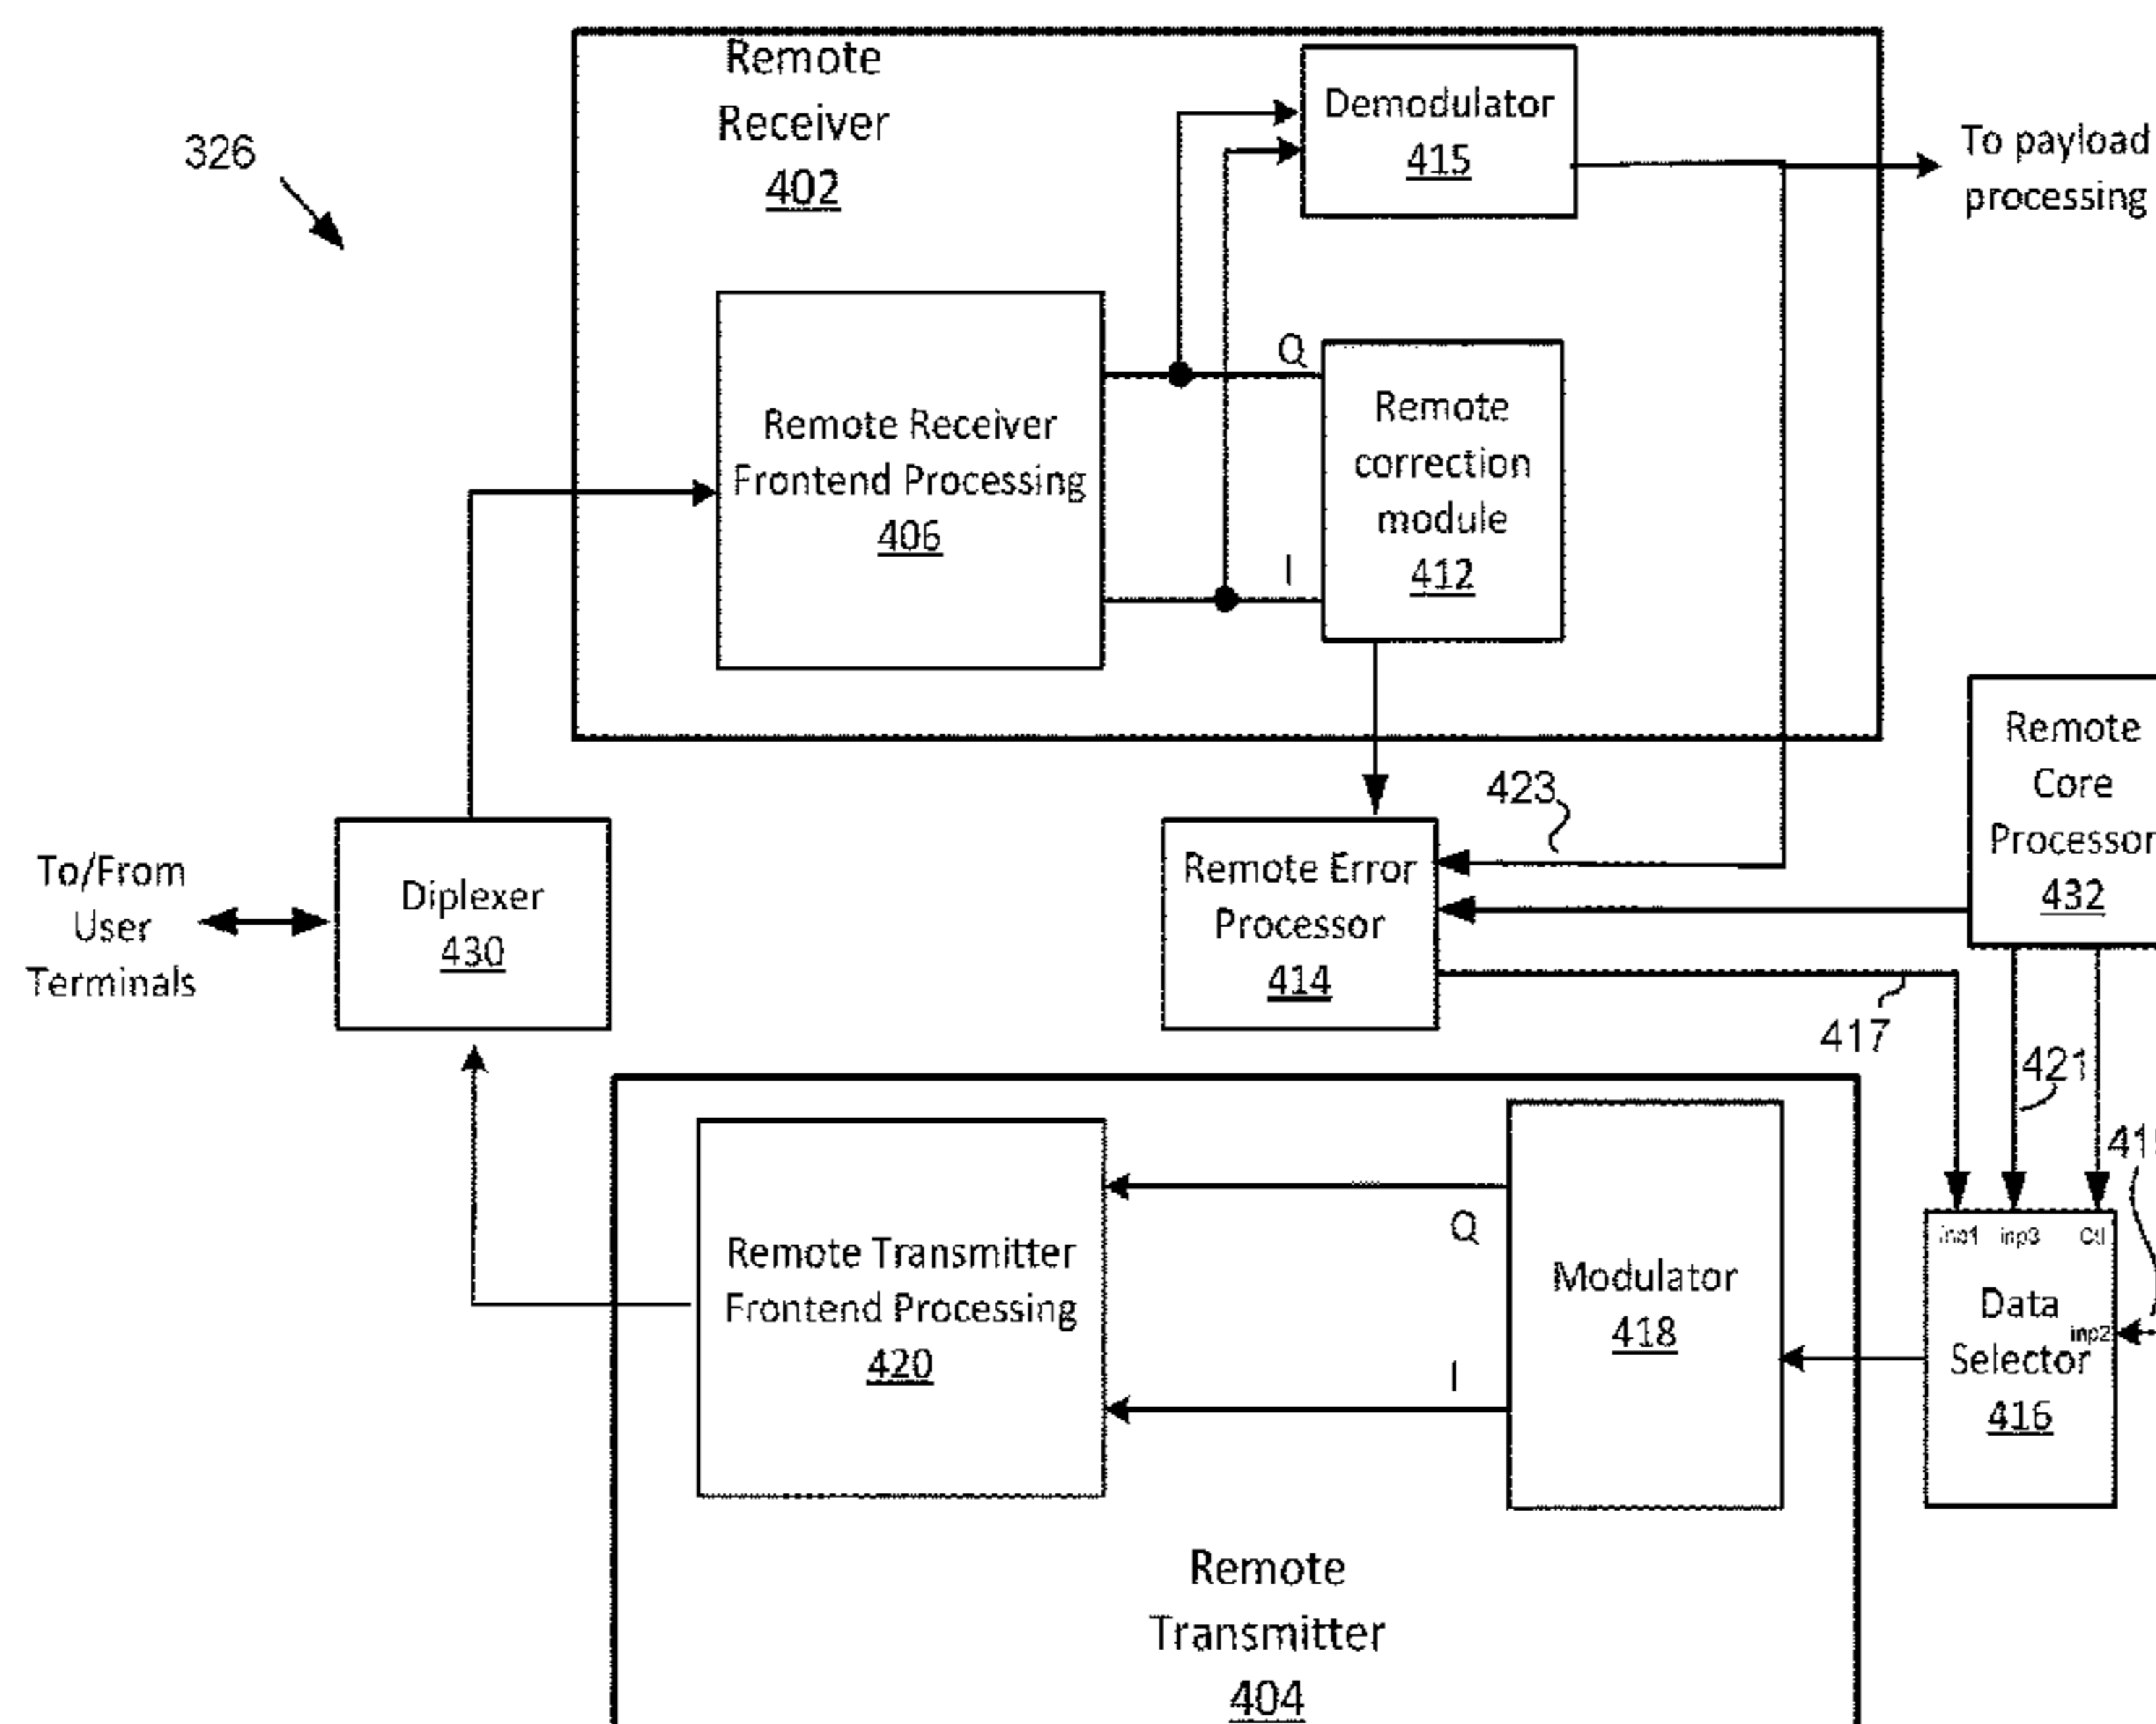 Remote
Receiver
402
Demodulator
415
326
To payload
processing
Q
Remote
correction
module
412
I
Remote Receiver
Frontend Processing
406
Remote
Core
Processor
432
423
To/From
User
Terminals
Diplexer
430
Remote Error
Processor
414
417
421
inp1 inp3 Ctl
inp2
Data
Selector
416
Q
I
Modulator
418
Remote Transmitter
Frontend Processing
420
Remote
Transmitter
404